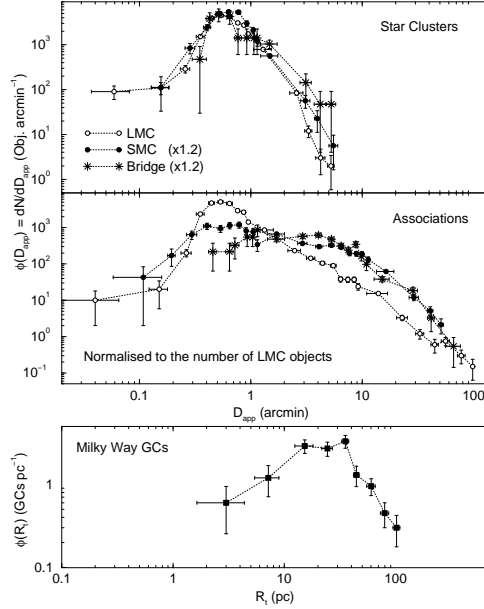 Star Clusters
10³
10²
10¹
10⁰
LMC
SMC (x1.2)
Bridge (x1.2)
φ(D_app) = dN/dD_app (Obj. arcmin⁻¹)
Associations
10⁴
10³
10²
10¹
10⁰
10⁻¹
Normalised to the number of LMC objects
0.1 1 10 100
D_app (arcmin)
Milky Way GCs
φ(R_t) (GCs pc⁻¹)
1
0.1
0.1 1 10 100
R_t (pc)